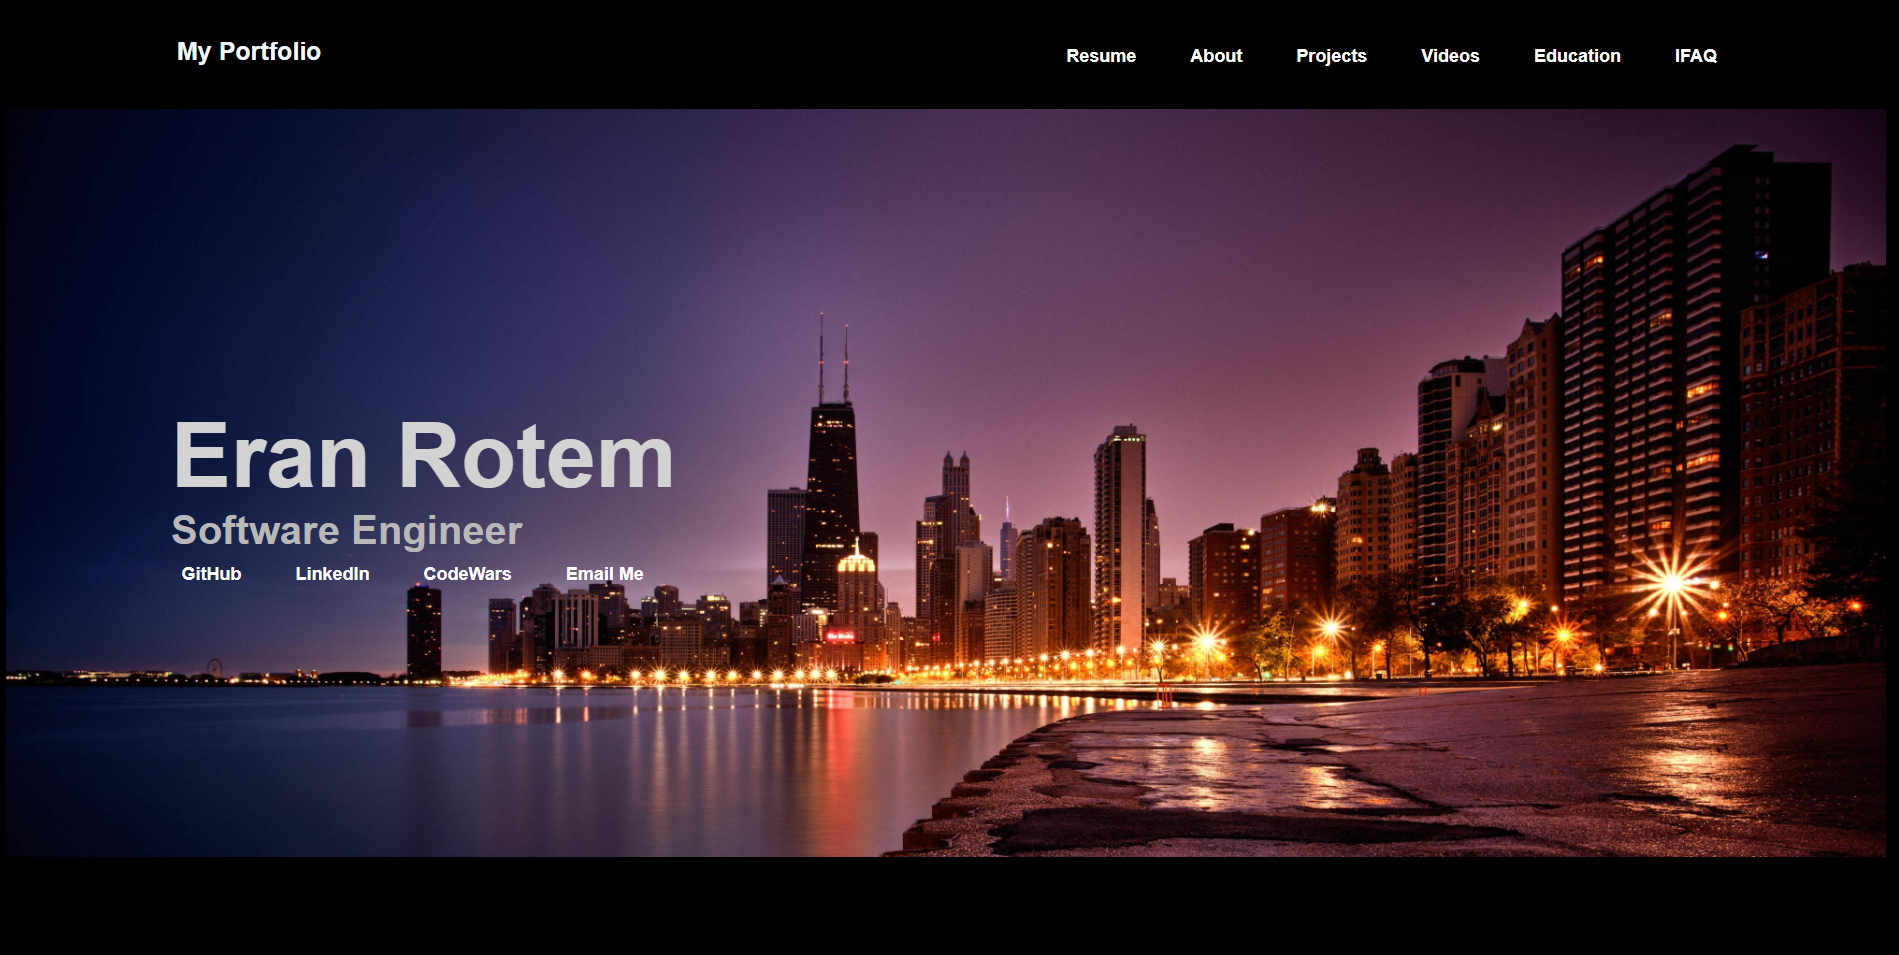 My Portfolio
Resume About Projects Videos Education IFAQ
Eran Rotem
Software Engineer
GitHub LinkedIn CodeWars Email Me